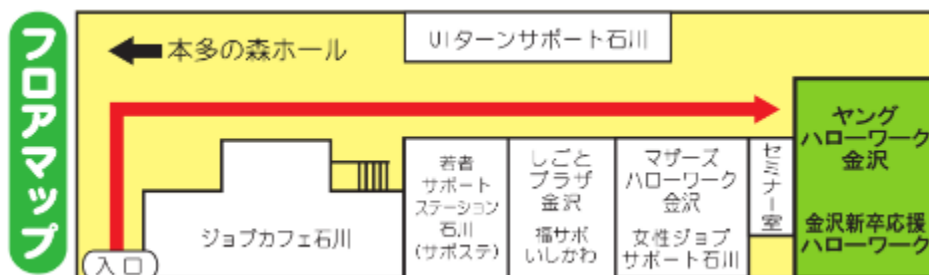 フロアマップ
本多の森ホール
UIターンサポート石川
ヤング
ハローワーク
金沢
金沢新卒応援
ハローワーク
入口
ジョブカフェ石川
若者
サポート
ステーション
石川
(サポステ)
しごと
プラザ
金沢
福サポ
いしかわ
マザーズ
ハローワーク
金沢
女性ジョブ
サポート石川
セミナー室